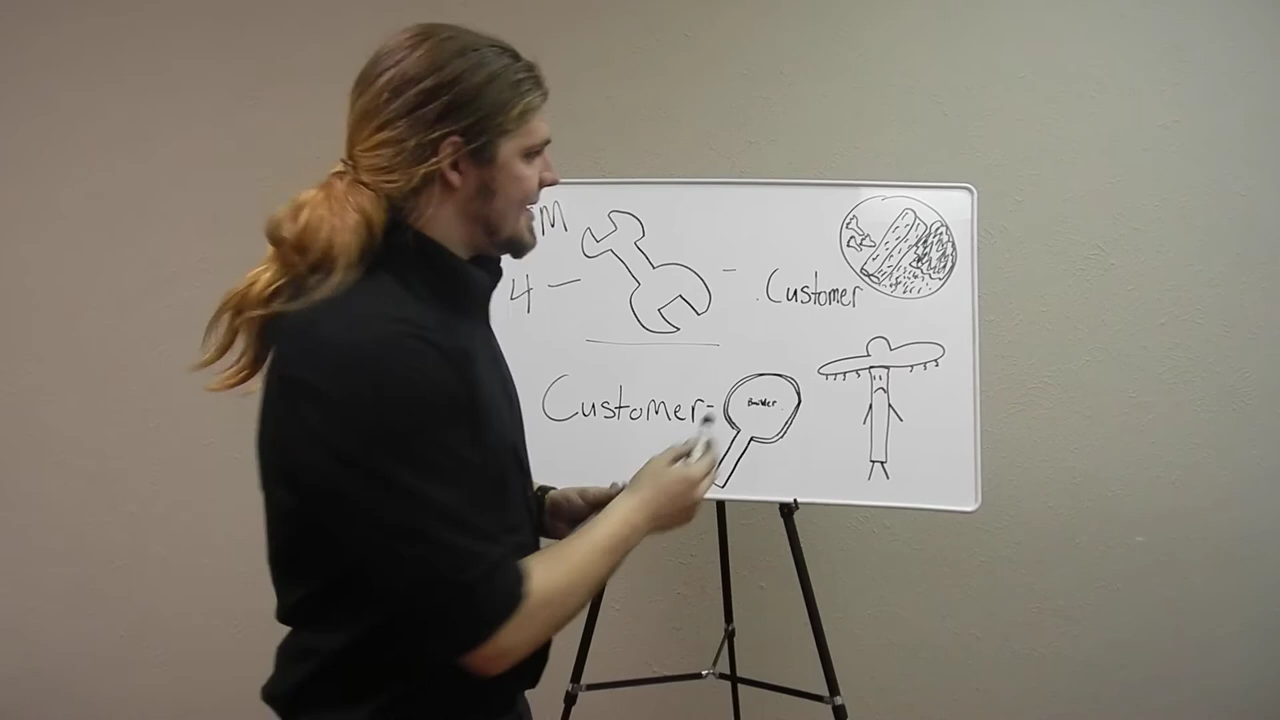 M
4 —
- Customer
Customer-
Builder